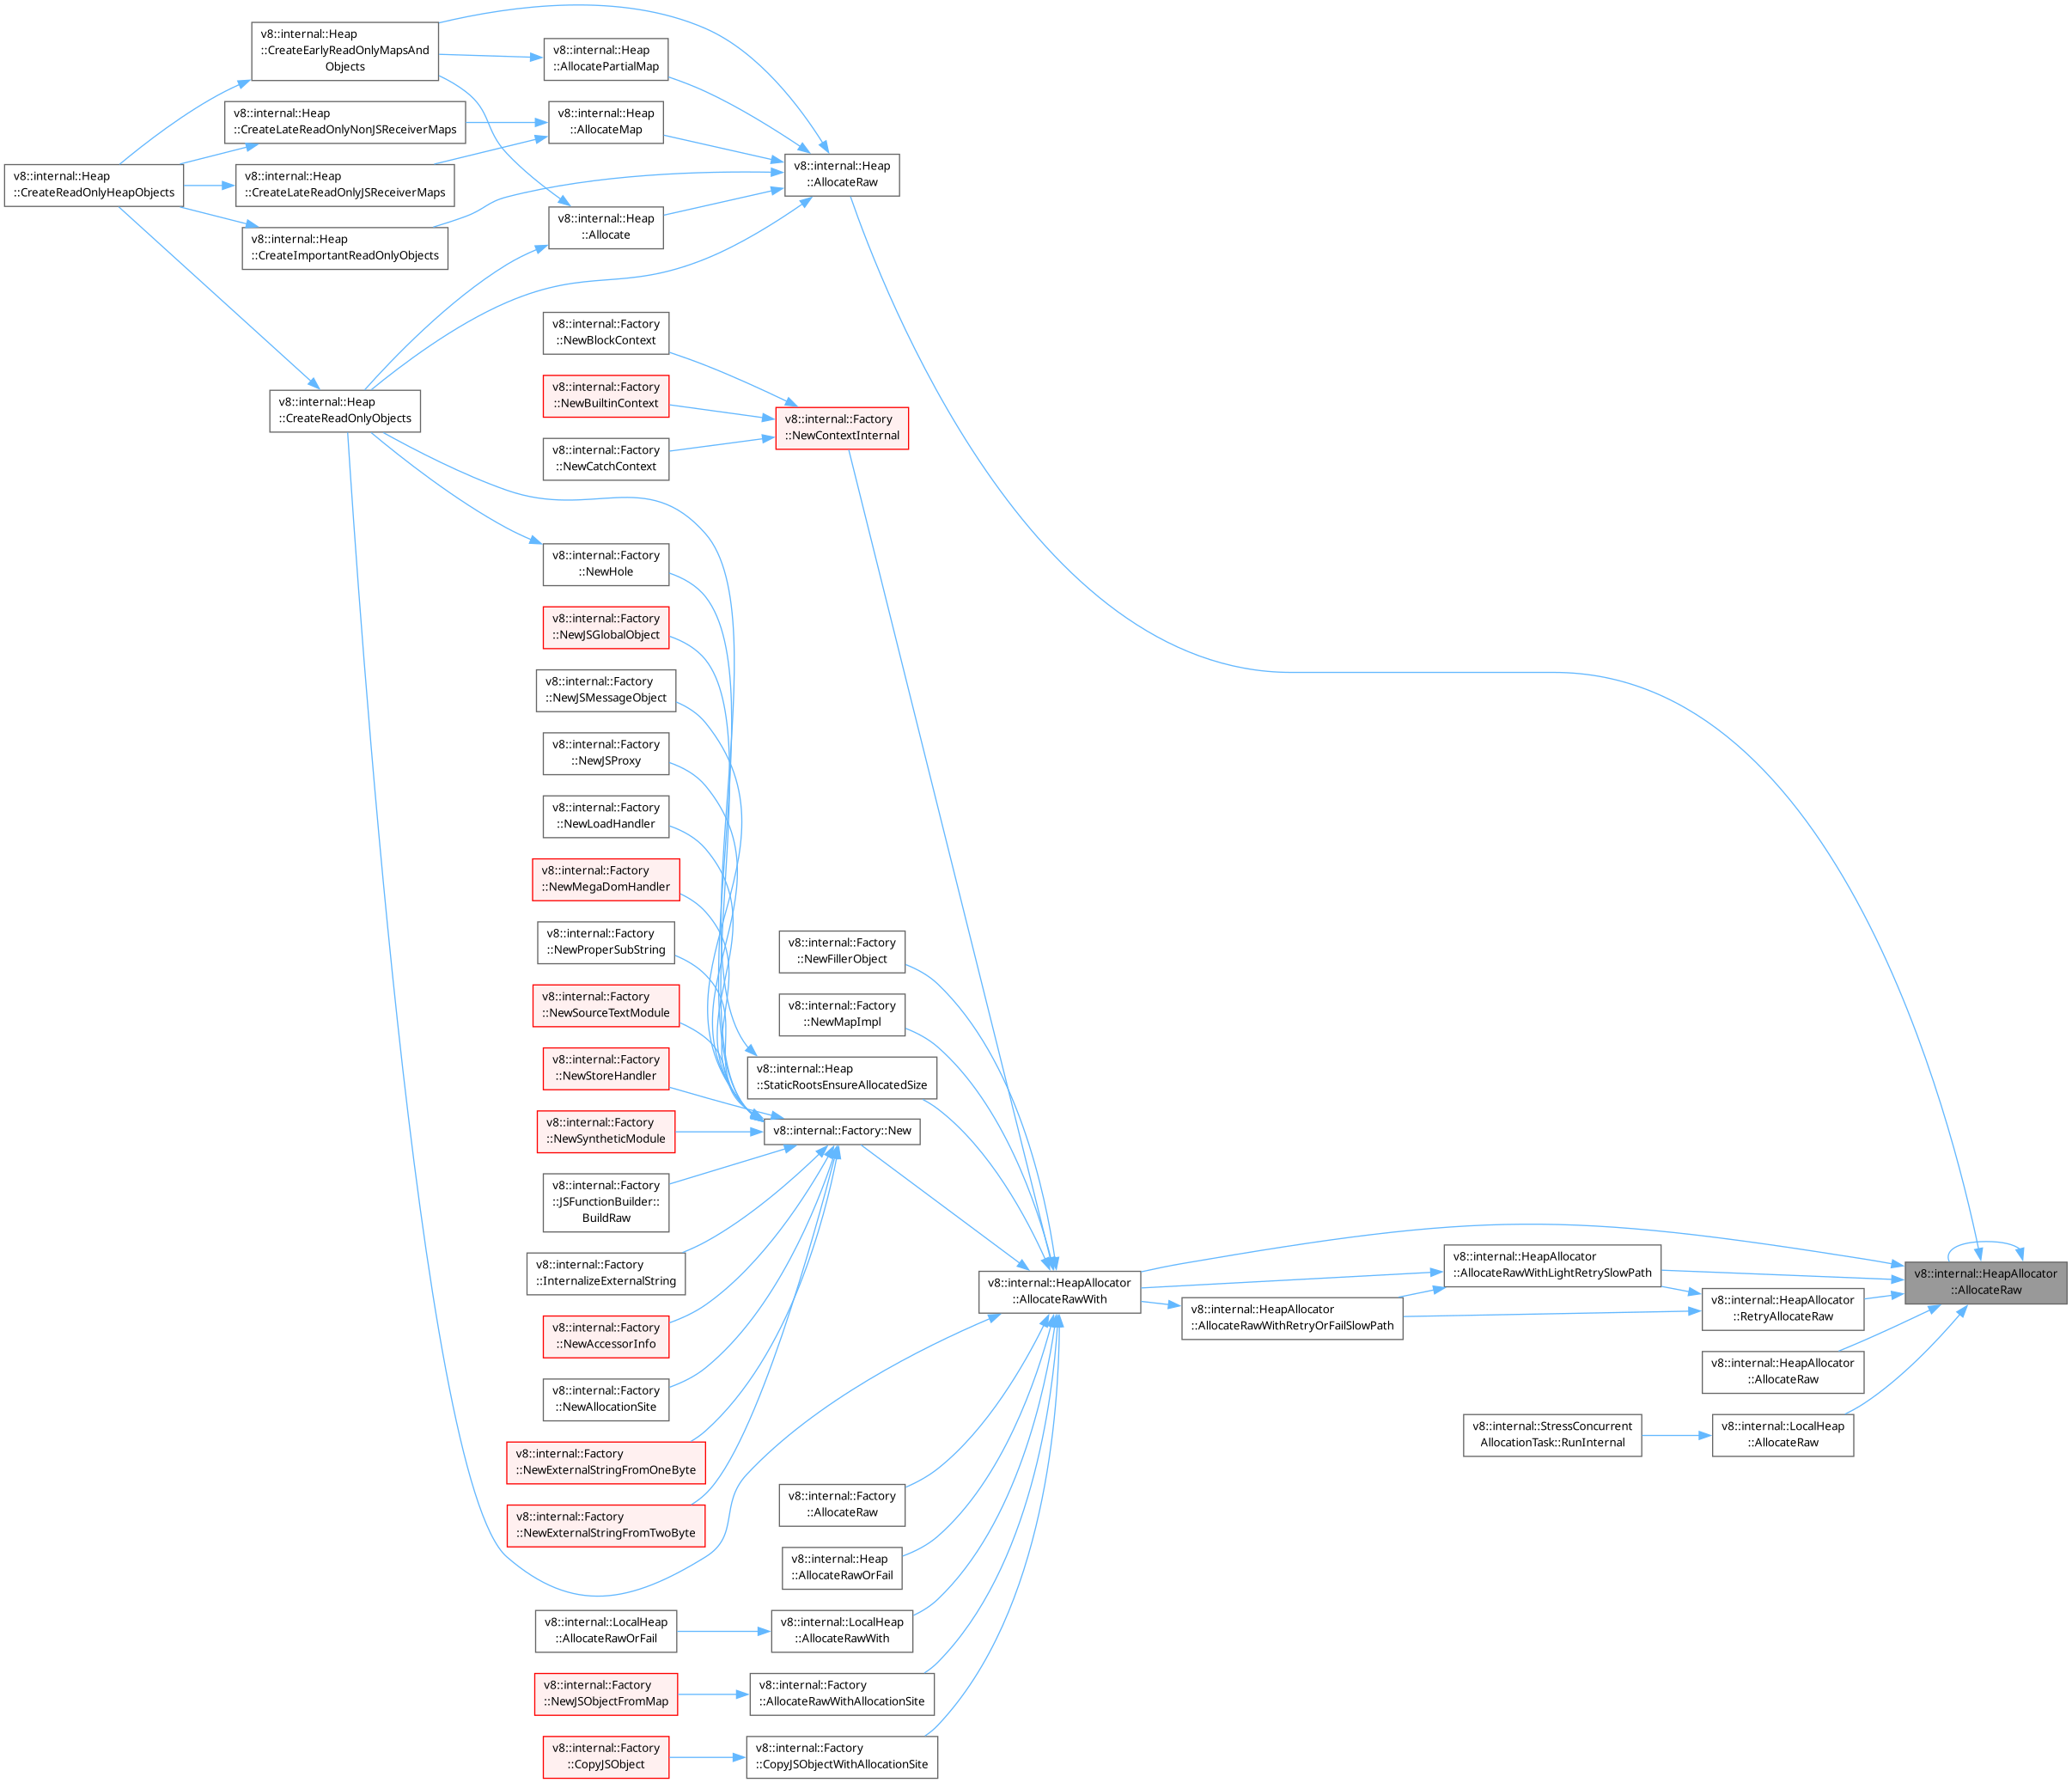 v8::internal::Heap
::CreateEarlyReadOnlyMapsAnd
Objects
v8::internal::Heap
::AllocatePartialMap
v8::internal::Heap
::CreateLateReadOnlyNonJSReceiverMaps
v8::internal::Heap
::AllocateMap
v8::internal::Heap
::CreateReadOnlyHeapObjects
v8::internal::Heap
::CreateLateReadOnlyJSReceiverMaps
v8::internal::Heap
::AllocateRaw
v8::internal::Heap
::CreateImportantReadOnlyObjects
v8::internal::Heap
::Allocate
v8::internal::Factory
::NewBlockContext
v8::internal::Heap
::CreateReadOnlyObjects
v8::internal::Factory
::NewBuiltinContext
v8::internal::Factory
::NewContextInternal
v8::internal::Factory
::NewCatchContext
v8::internal::Factory
::NewHole
v8::internal::Factory
::NewJSGlobalObject
v8::internal::Factory
::NewJSMessageObject
v8::internal::Factory
::NewJSProxy
v8::internal::Factory
::NewLoadHandler
v8::internal::Factory
::NewMegaDomHandler
v8::internal::Factory
::NewProperSubString
v8::internal::Factory
::NewFillerObject
v8::internal::Factory
::NewSourceTextModule
v8::internal::Factory
::NewMapImpl
v8::internal::Factory
::NewStoreHandler
v8::internal::Heap
::StaticRootsEnsureAllocatedSize
v8::internal::Factory
::NewSyntheticModule
v8::internal::Factory::New
v8::internal::Factory
::JSFunctionBuilder::
BuildRaw
v8::internal::Factory
::InternalizeExternalString
v8::internal::HeapAllocator
::AllocateRawWith
v8::internal::HeapAllocator
::AllocateRawWithRetryOrFailSlowPath
v8::internal::HeapAllocator
::AllocateRawWithLightRetrySlowPath
v8::internal::HeapAllocator
::RetryAllocateRaw
v8::internal::HeapAllocator
::AllocateRaw
v8::internal::Factory
::NewAccessorInfo
v8::internal::HeapAllocator
::AllocateRaw
v8::internal::Factory
::NewAllocationSite
v8::internal::StressConcurrent
AllocationTask::RunInternal
v8::internal::LocalHeap
::AllocateRaw
v8::internal::Factory
::NewExternalStringFromOneByte
v8::internal::Factory
::NewExternalStringFromTwoByte
v8::internal::Factory
::AllocateRaw
v8::internal::Heap
::AllocateRawOrFail
v8::internal::LocalHeap
::AllocateRawOrFail
v8::internal::LocalHeap
::AllocateRawWith
v8::internal::Factory
::NewJSObjectFromMap
v8::internal::Factory
::AllocateRawWithAllocationSite
v8::internal::Factory
::CopyJSObject
v8::internal::Factory
::CopyJSObjectWithAllocationSite